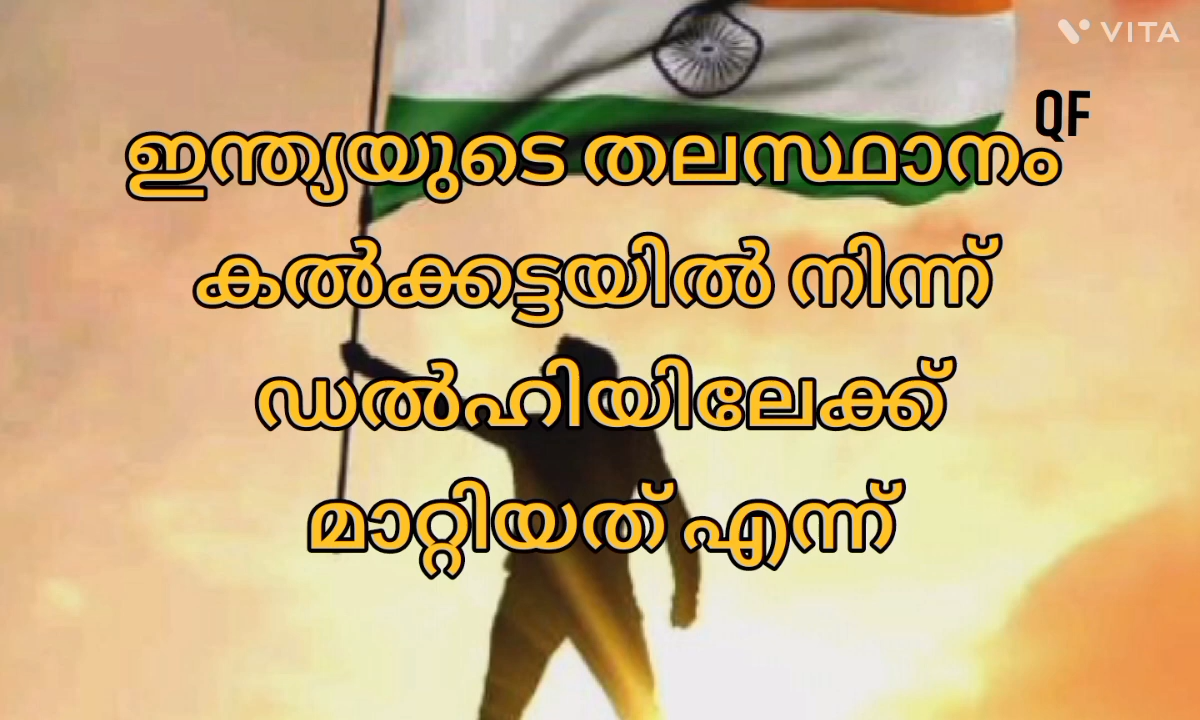 VITA
QF
ഇന്ത്യയുടെ തലസ്ഥാനം
കൽക്കട്ടയിൽ നിന്ന്
ഡൽഹിയിലേക്ക്
മാറ്റിയത് എന്ന്